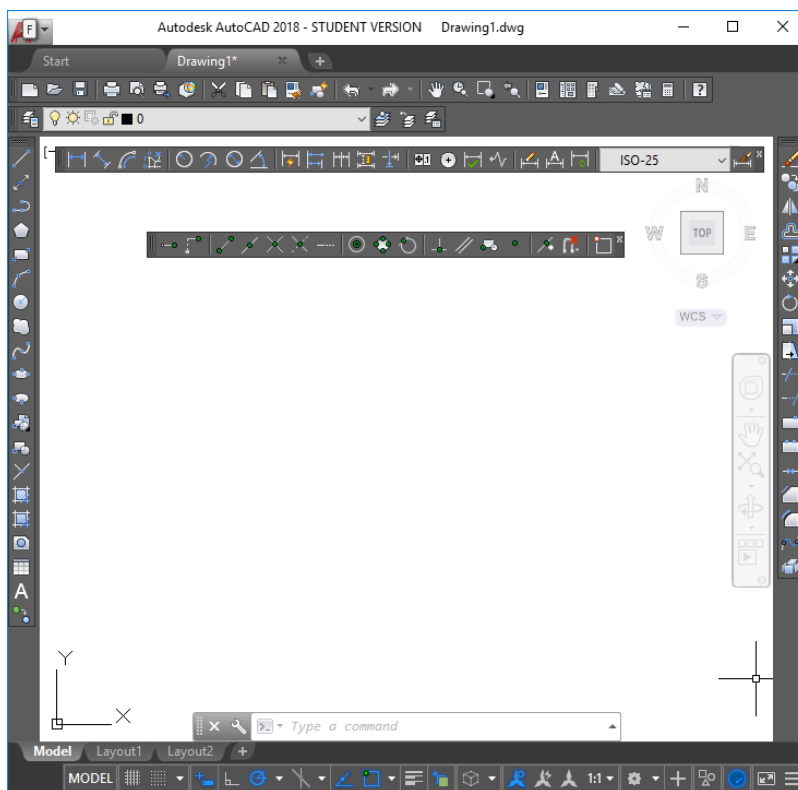 F
Autodesk AutoCAD 2018 - STUDENT VERSION Drawing1.dwg
Start Drawing1* +
0
[-
ISO-25
N
W TOP E
S
WCS
Y
X
Type a command
Model Layout1 Layout2 +
MODEL 1:1
A